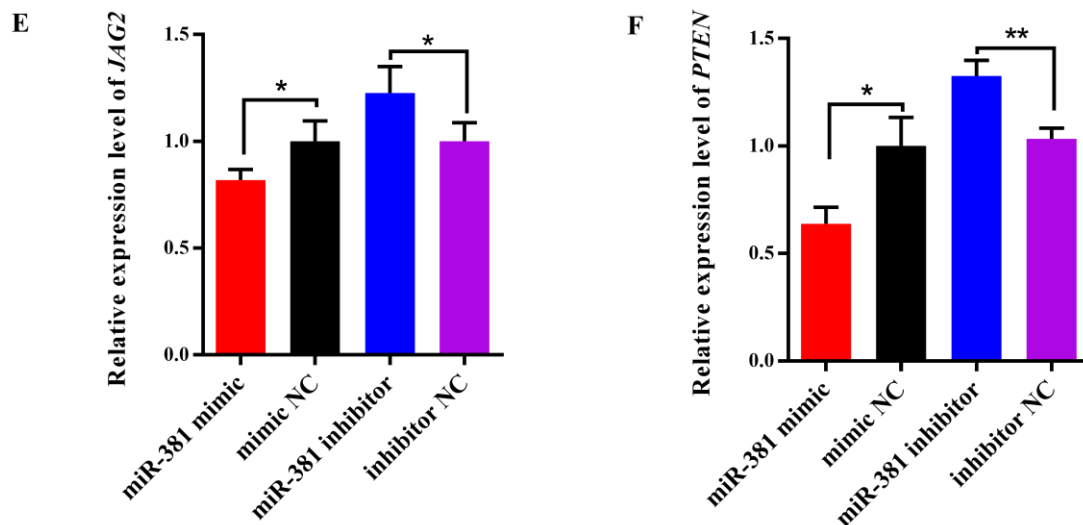 E
Relative expression level of JAG2
1.5
1.0
0.5
0.0
*
*
miR-381 mimic
mimic NC
miR-381 inhibitor
inhibitor NC
F
Relative expression level of PTEN
1.5
1.0
0.5
0.0
*
**
miR-381 mimic
mimic NC
miR-381 inhibitor
inhibitor NC